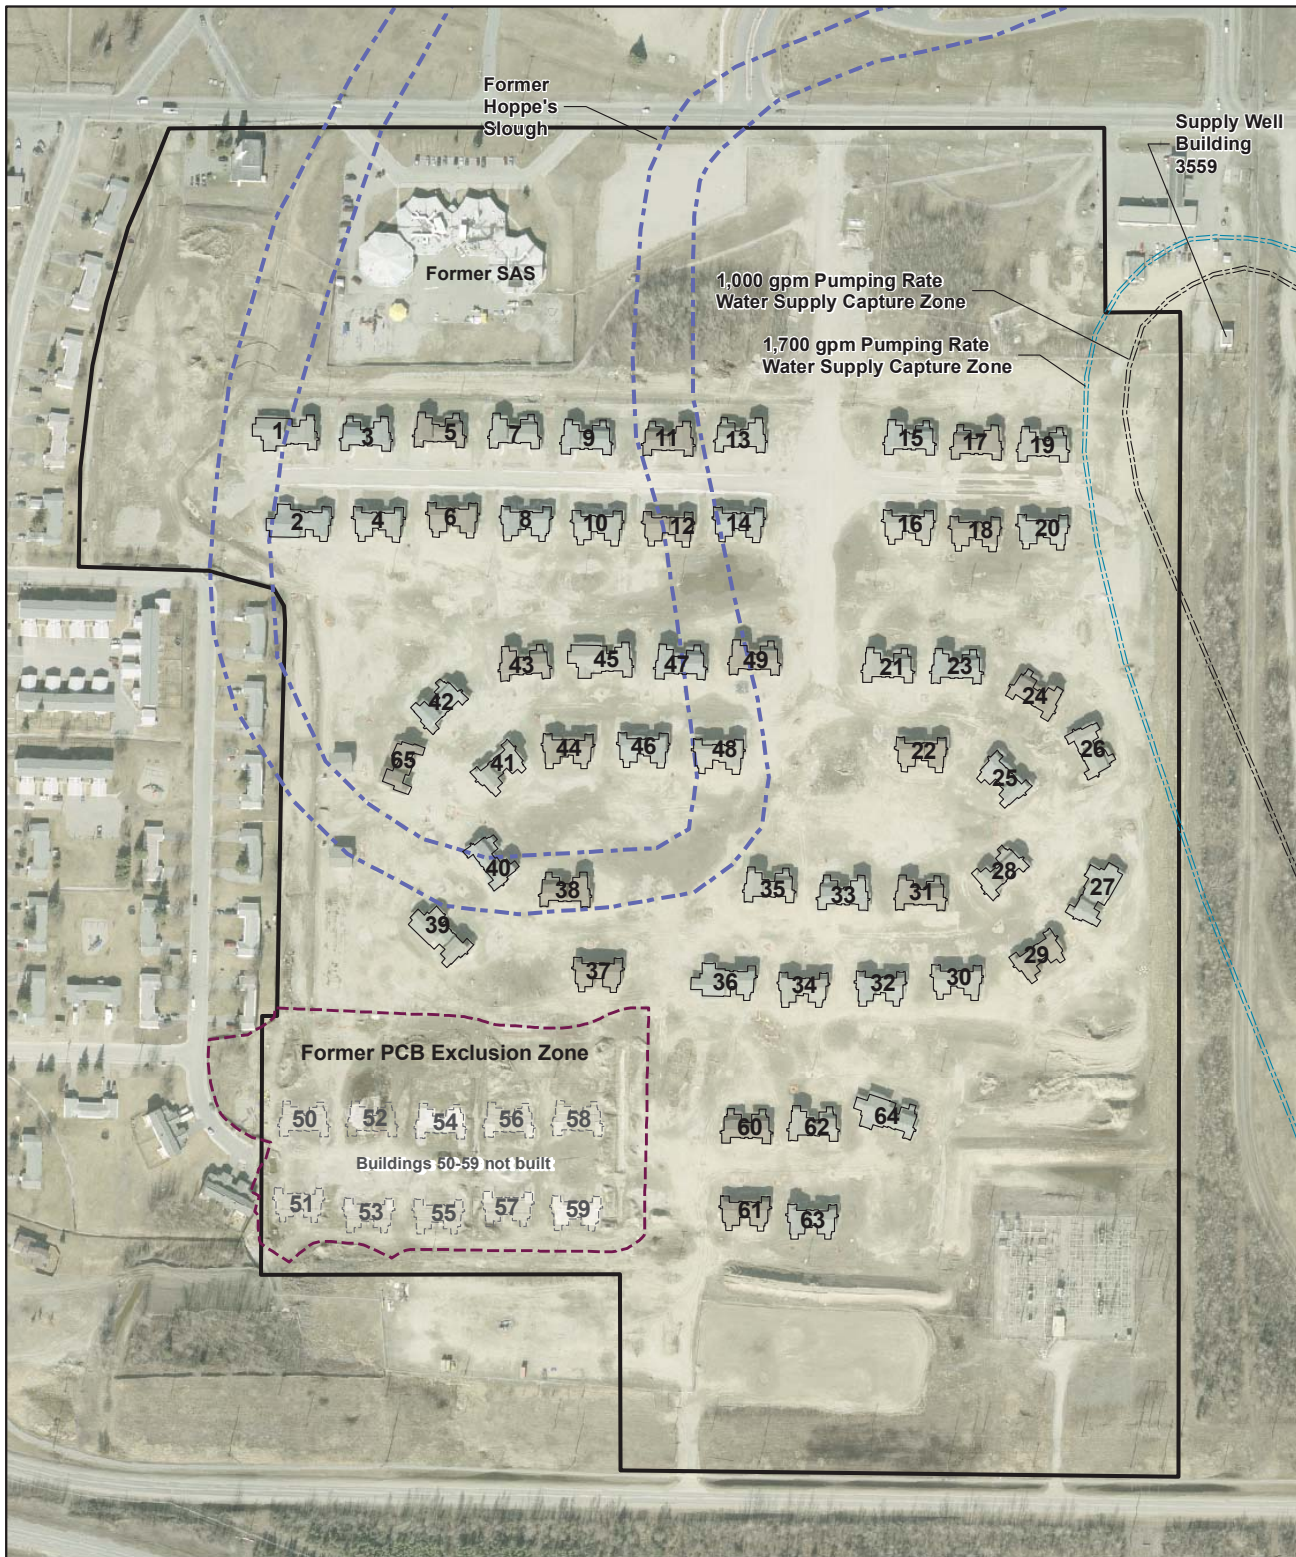 Former
Hoppe's
Slough
Supply Well
Building
3559
Former SAS
1,000 gpm Pumping Rate
Water Supply Capture Zone
1,700 gpm Pumping Rate
Water Supply Capture Zone
1 3 5 7 9 11 13 15 17 19
2 4 6 8 10 12 14 16 18 20
43 45 47 49 21 23
42 24
65 41 44 46 48 22 25 26
40 38 35 33 31 28 27
39
37 36 34 32 30 29
Former PCB Exclusion Zone
50 52 54 56 58 60 62 64
Buildings 50-59 not built
51 53 55 57 59 61 63